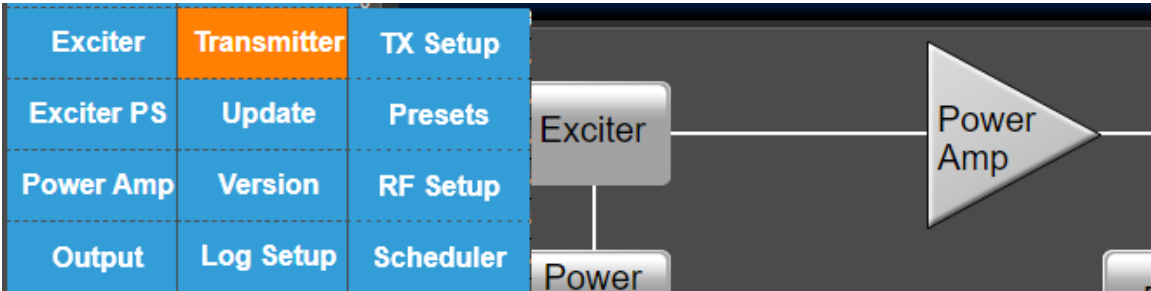 Exciter Transmitter TX Setup
Exciter PS Update Presets
Power Amp Version RF Setup
Output Log Setup Scheduler
Exciter
Power
Amp
Power